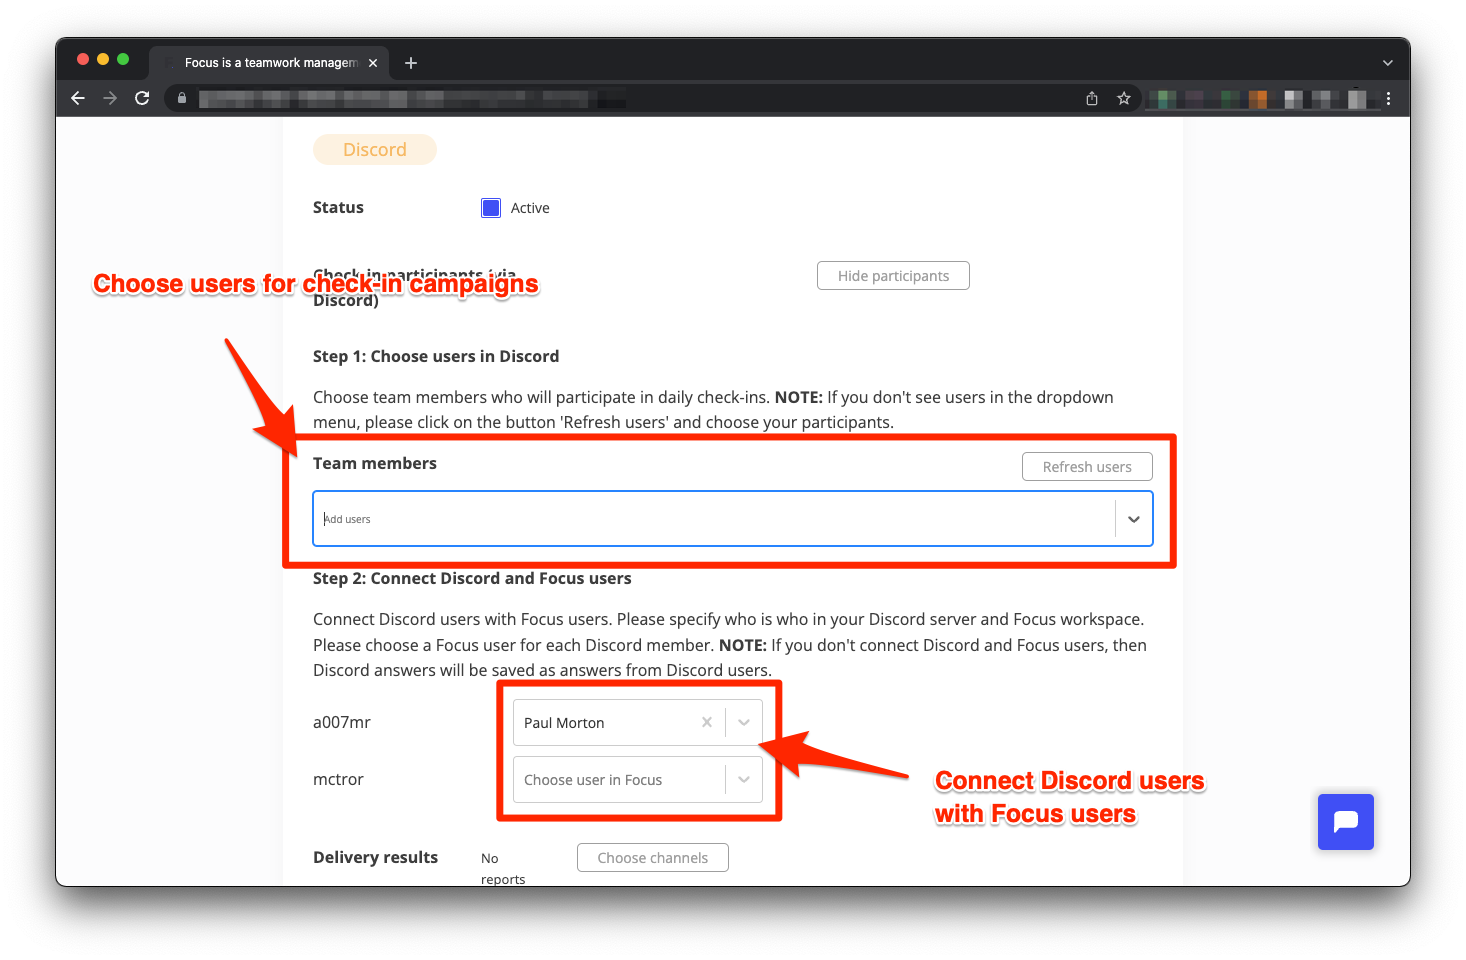 Focus is a teamwork managem
Discord
Status
Active
Check-in participants (via
Discord)
Hide participants
Choose users for check-in campaigns
Step 1: Choose users in Discord
Choose team members who will participate in daily check-ins. NOTE: If you don't see users in the dropdown
menu, please click on the button 'Refresh users' and choose your participants.
Team members
Refresh users
Add users
Step 2: Connect Discord and Focus users
Connect Discord users with Focus users. Please specify who is who in your Discord server and Focus workspace.
Please choose a Focus user for each Discord member. NOTE: If you don't connect Discord and Focus users, then
Discord answers will be saved as answers from Discord users.
a007mr
Paul Morton
mctror
Choose user in Focus
Connect Discord users
with Focus users
Delivery results
No
reports
Choose channels